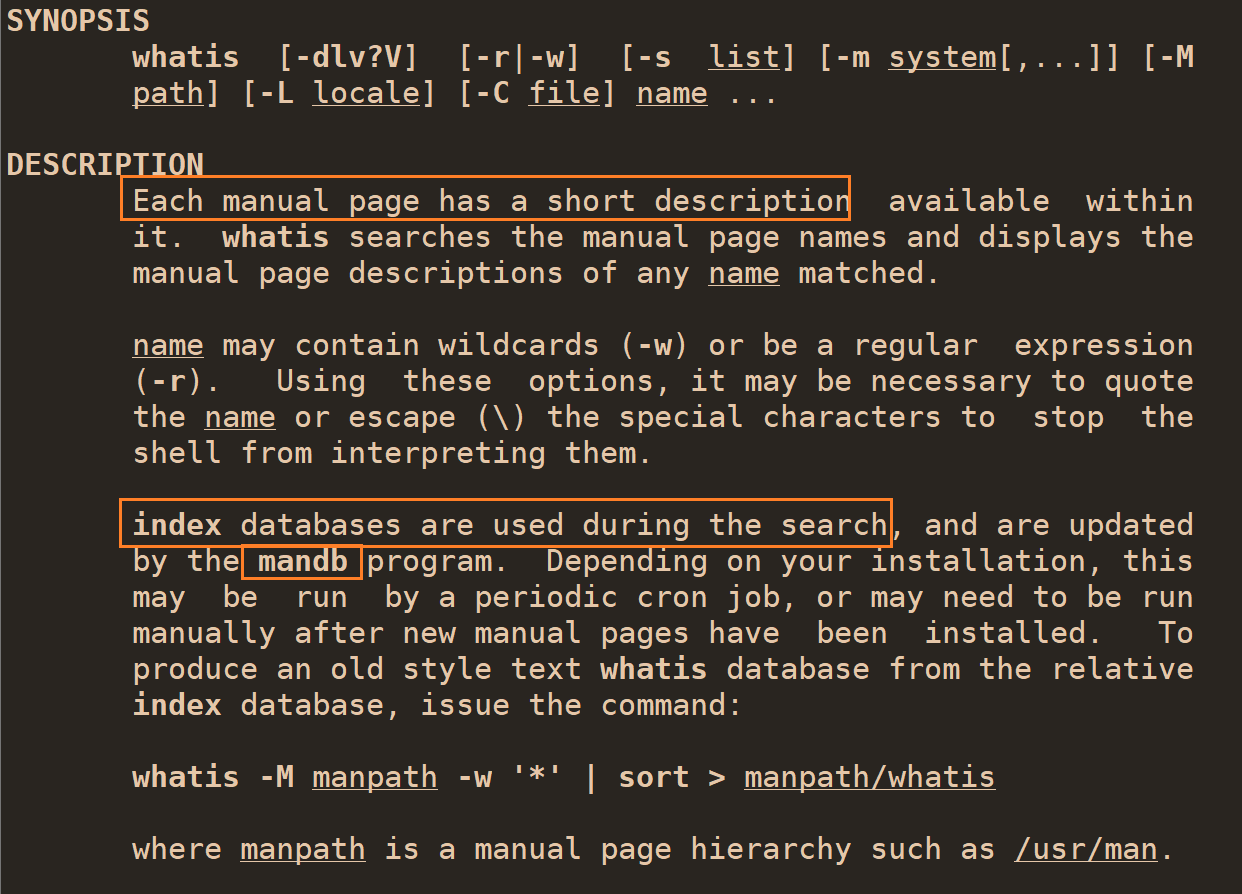 SYNOPSIS
whatis [-dlv?V] [-r|-w] [-s list] [-m system[,...]] [-M
path] [-L locale] [-C file] name ...
DESCRIPTION
Each manual page has a short description available within
it. whatis searches the manual page names and displays the
manual page descriptions of any name matched.
name may contain wildcards (-w) or be a regular expression
(-r). Using these options, it may be necessary to quote
the name or escape (\) the special characters to stop the
shell from interpreting them.
index databases are used during the search, and are updated
by the mandb program. Depending on your installation, this
may be run by a periodic cron job, or may need to be run
manually after new manual pages have been installed. To
produce an old style text whatis database from the relative
index database, issue the command:
whatis -M manpath -w '*' | sort > manpath/whatis
where manpath is a manual page hierarchy such as /usr/man.